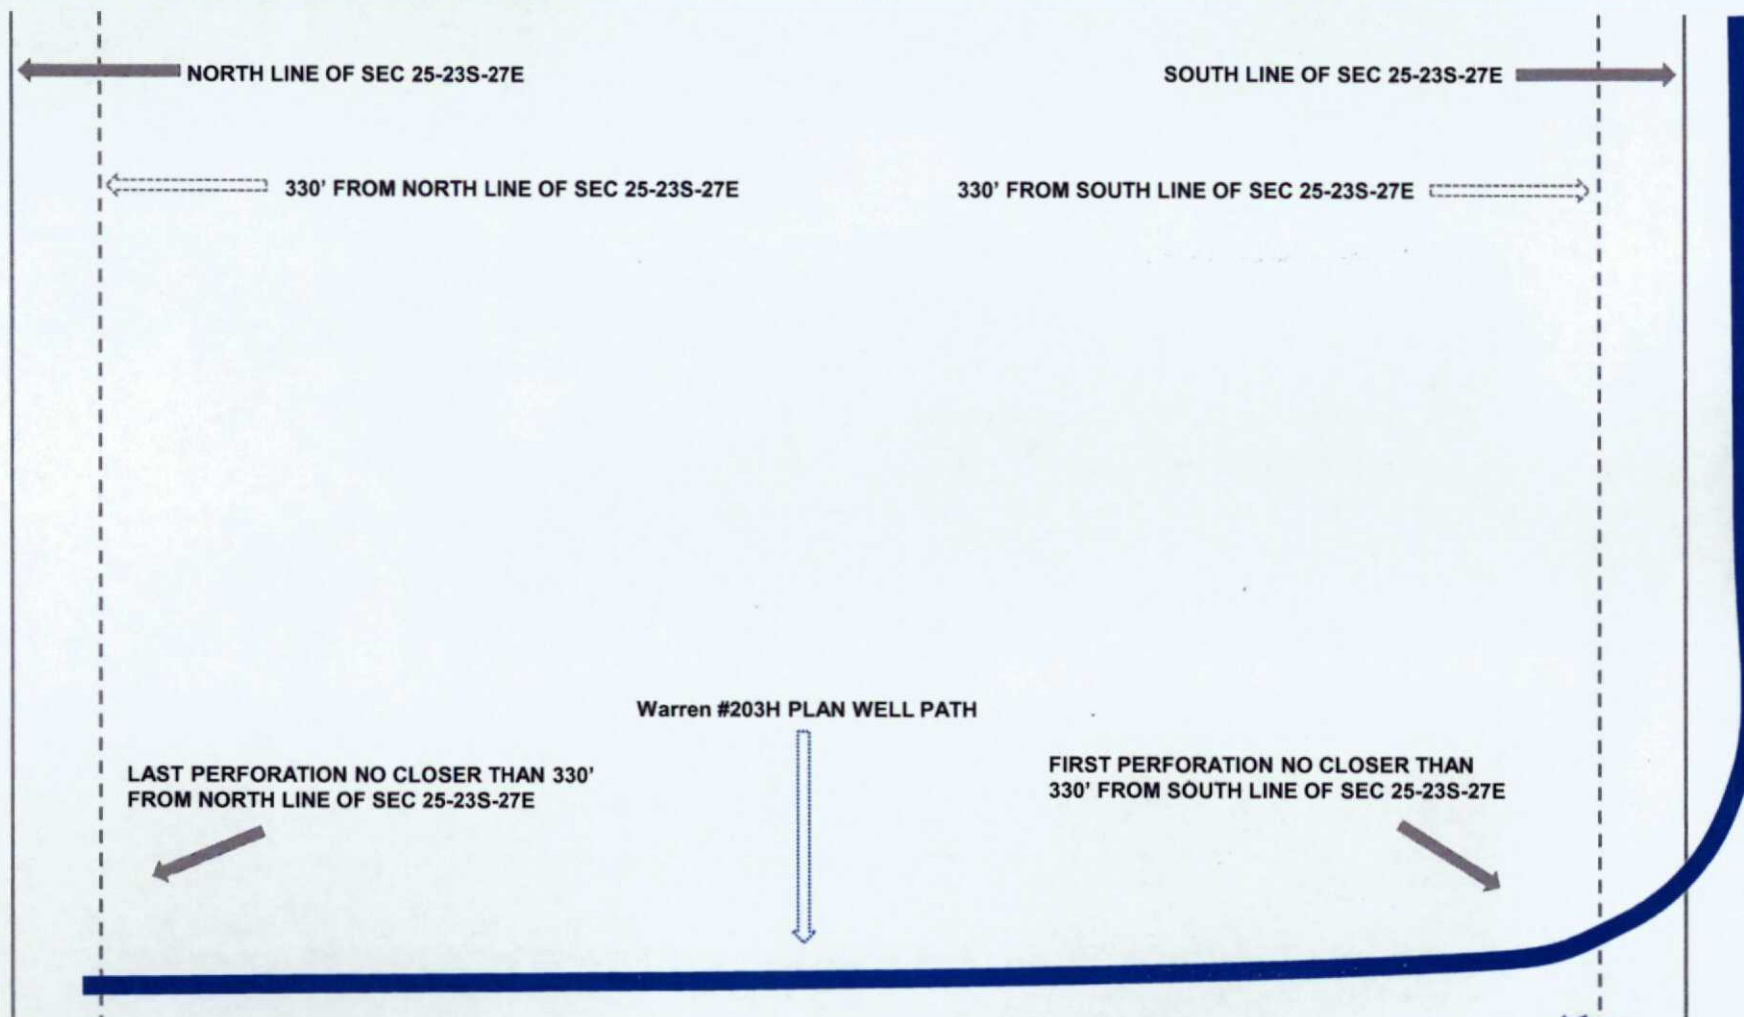 NORTH LINE OF SEC 25-23S-27E
SOUTH LINE OF SEC 25-23S-27E
330' FROM NORTH LINE OF SEC 25-23S-27E
330' FROM SOUTH LINE OF SEC 25-23S-27E
Warren #203H PLAN WELL PATH
LAST PERFORATION NO CLOSER THAN 330'
FROM NORTH LINE OF SEC 25-23S-27E
FIRST PERFORATION NO CLOSER THAN
330' FROM SOUTH LINE OF SEC 25-23S-27E